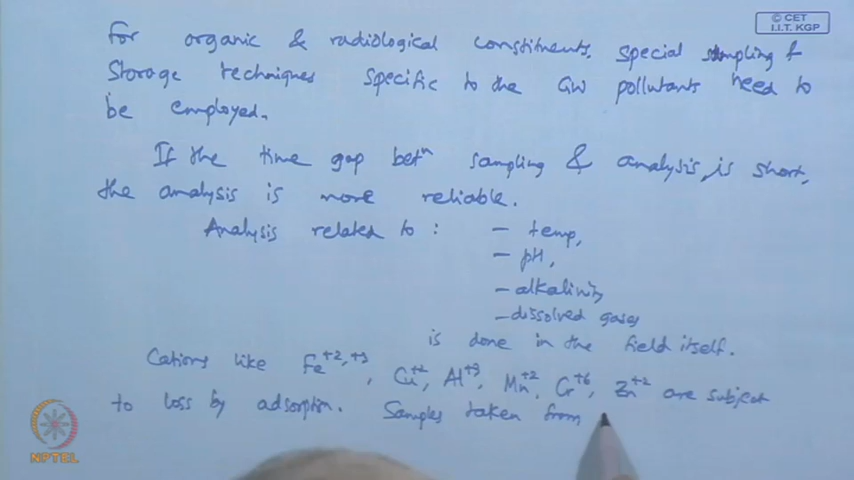 © CET
I.I.T. KGP
For organic & radiological constituents, special sampling &
storage techniques specific to the GW pollutants need to
be employed.
If the time gap betn sampling & analysis, is short,
the analysis is more reliable.
Analysis related to : - temp,
- pH,
- alkalinity
- dissolved gases
is done in the field itself.
Cations like Fe+2,+3, Cu+2, Al+3, Mn+2, Cr+6, Zn+2 are subject
to loss by adsorption. Samples taken from
NPTEL